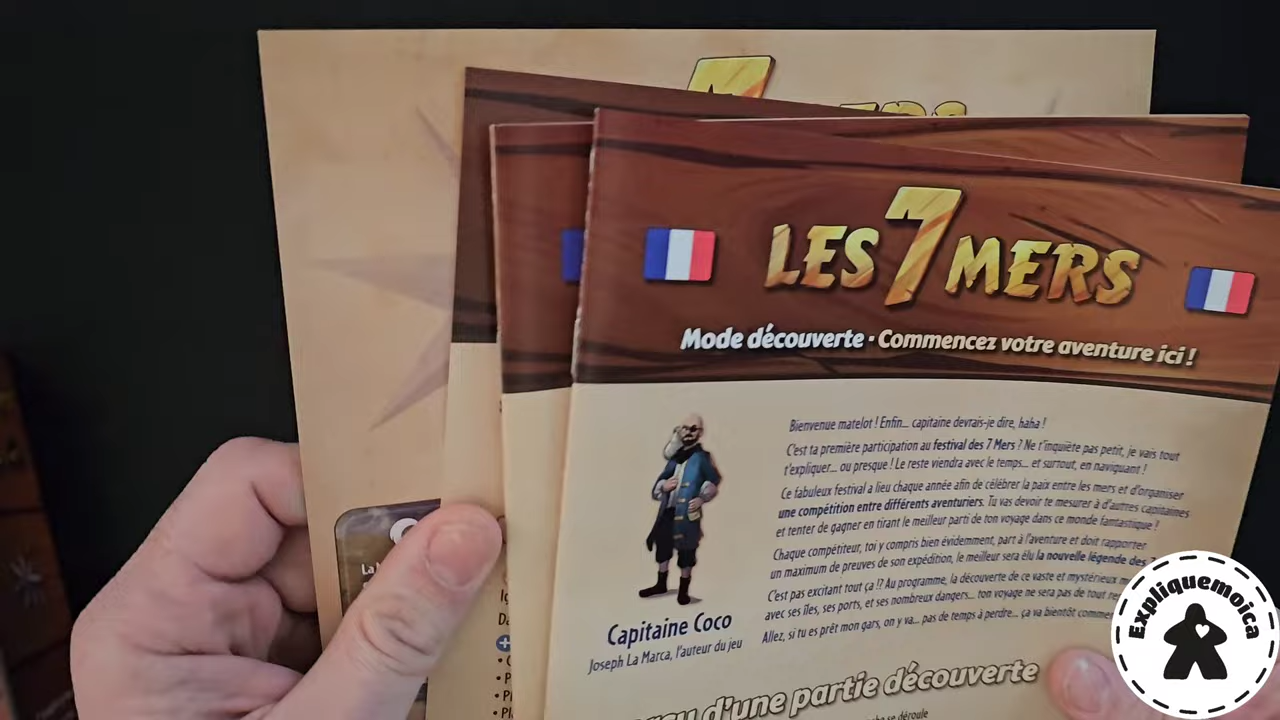 LES 7 MERS
Mode découverte • Commencez votre aventure ici !
Bienvenue matelot ! Enfin... capitaine devrais-je dire, haha !
C'est ta première participation au festival des 7 Mers ? Ne t'inquiète pas petit, je vais tout
t'expliquer... ou presque ! Le reste viendra avec le temps... et surtout, en naviguant !
Ce fabuleux festival a lieu chaque année afin de célébrer la paix entre les mers et d'organiser
une compétition entre différents aventuriers. Tu vas devoir te mesurer à d'autres capitaines
et tenter de gagner en tirant le meilleur parti de ton voyage dans ce monde fantastique !
Chaque compétiteur, toi y compris bien évidemment, part à l'aventure et doit rapporter
un maximum de preuves de son expédition, le meilleur sera élu la nouvelle légende des 7
C'est pas excitant tout ça !? Au programme, la découverte de ce vaste et mystérieux
avec ses îles, ses ports, et ses nombreux dangers... ton voyage ne sera pas de tout
Allez, si tu es prêt mon gars, on y va... pas de temps à perdre... ça va bientôt
Capitaine Coco
Joseph La Marca, l'auteur du jeu
d'une partie découverte
se déroule
Expliquemoica